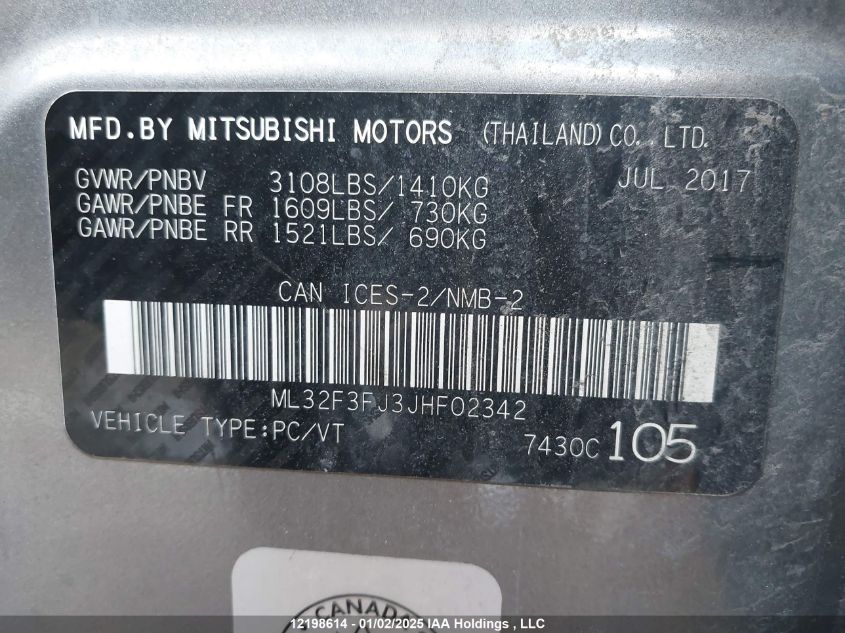 MFD.BY MITSUBISHI MOTORS (THAILAND) CO., LTD.
GVWR/PNBV 3108LBS/1410KG JUL 2017
GAWR/PNBE FR 1609LBS/ 730KG
GAWR/PNBE RR 1521LBS/ 690KG
CAN ICES-2/NMB-2
ML32F3FJ3JHF02342
VEHICLE TYPE:PC/VT 7430C 105
CANADA
12198614 - 01/02/2025 IAA Holdings , LLC